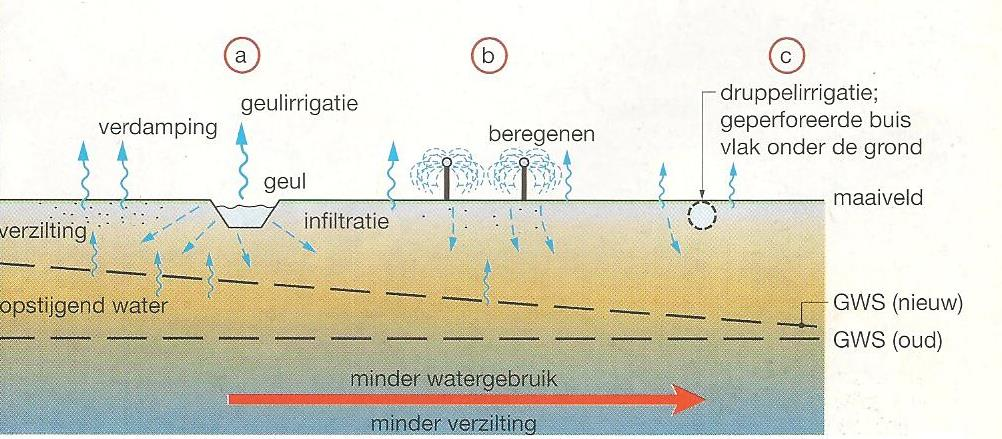 a
b
c
geulirrigatie
verdamping
geul
beregenen
druppelirrigatie;
geperforeerde buis
vlak onder de grond
maaiveld
verzilting
infiltratie
opstijgend water
GWS (nieuw)
GWS (oud)
minder watergebruik
minder verzilting